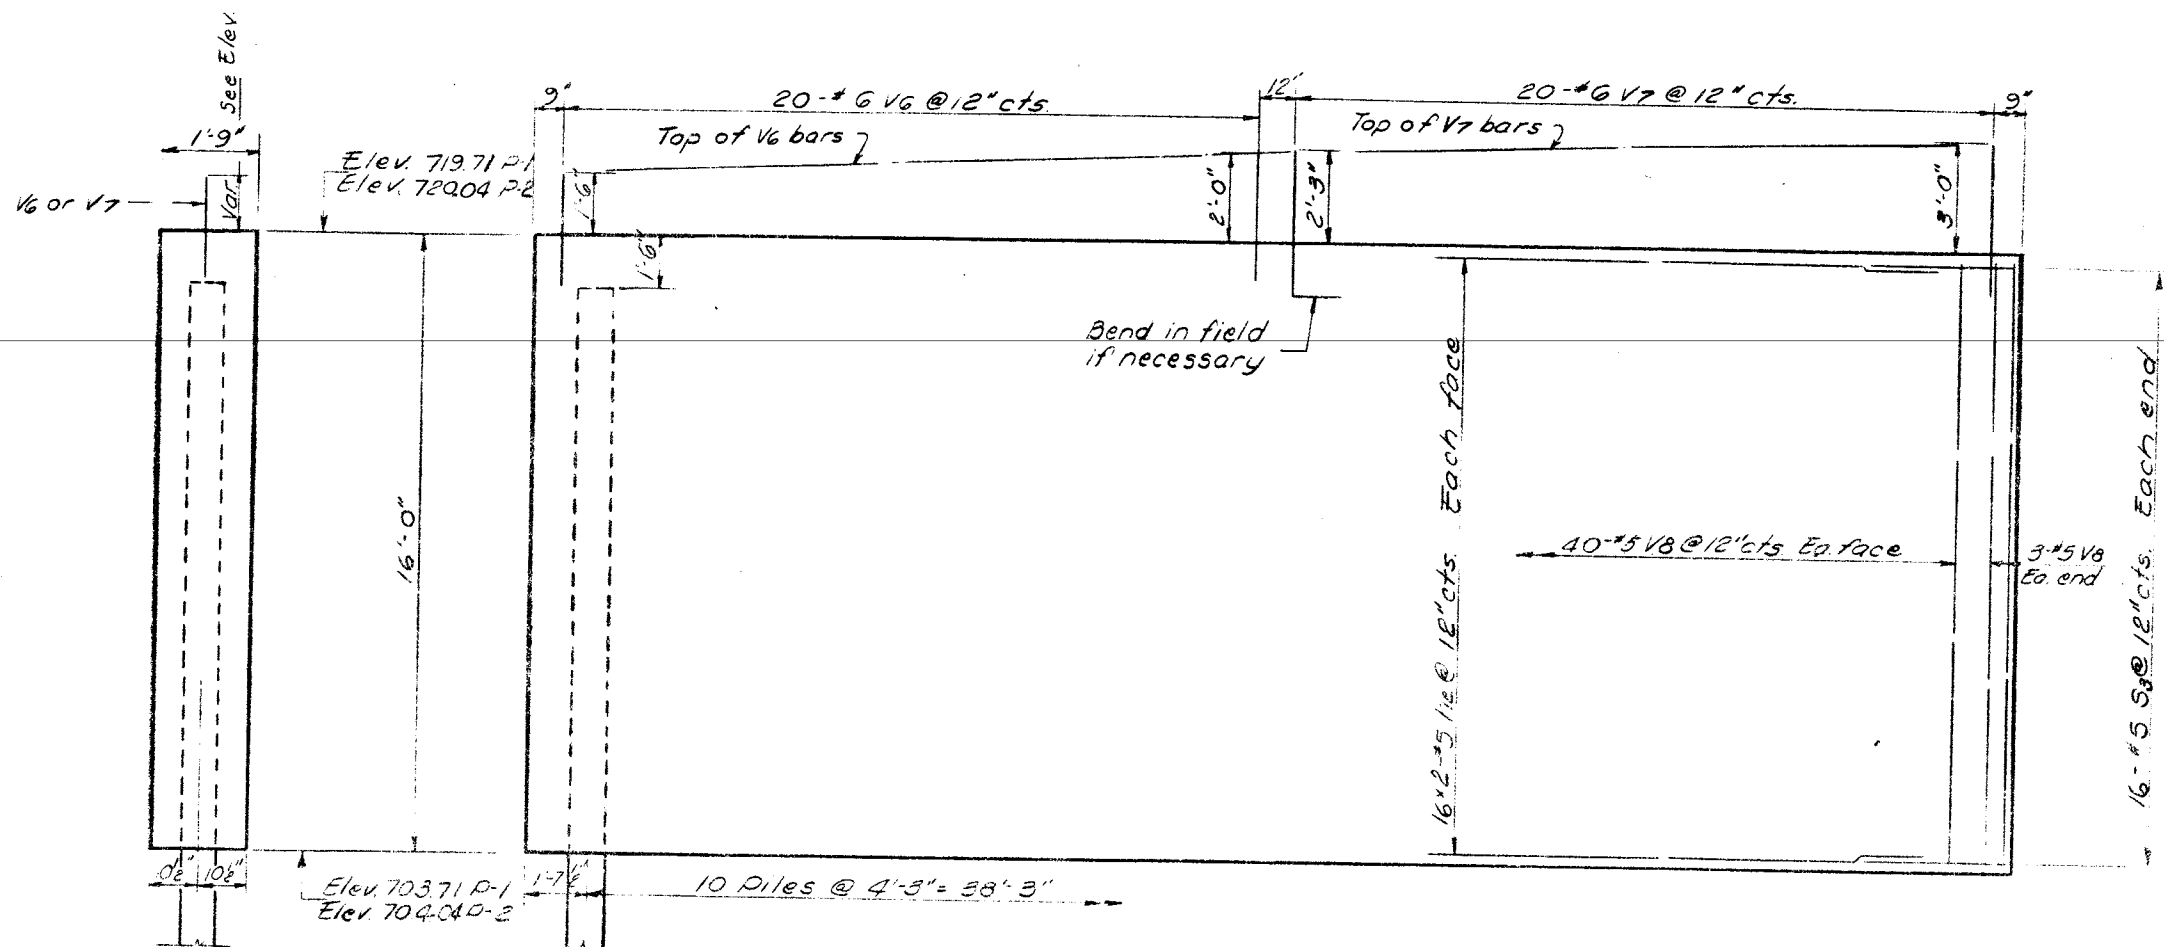 See Elev.
1'-9"
V6 or V7
Var.
Elev. 719.71 P-1
Elev. 720.04 P-2
9"
20-#6 V6 @ 12" cts.
12"
20-#6 V7 @ 12" cts.
9"
Top of V6 bars
Top of V7 bars
1'-6"
2'-0"
2'-3"
3'-0"
1'-6"
Bend in field
if necessary
16'-0"
16x2-#5 @ 12" cts. Each face
40-#5 V8 @ 12" cts. Ea. face
3-#5 V8
Ea. end
16-#5 S3 @ 12" cts. Each end
10½"
Elev. 703.71 P-1
Elev. 704.04 P-2
1'-7½"
10 Piles @ 4'-3" = 38'-3"